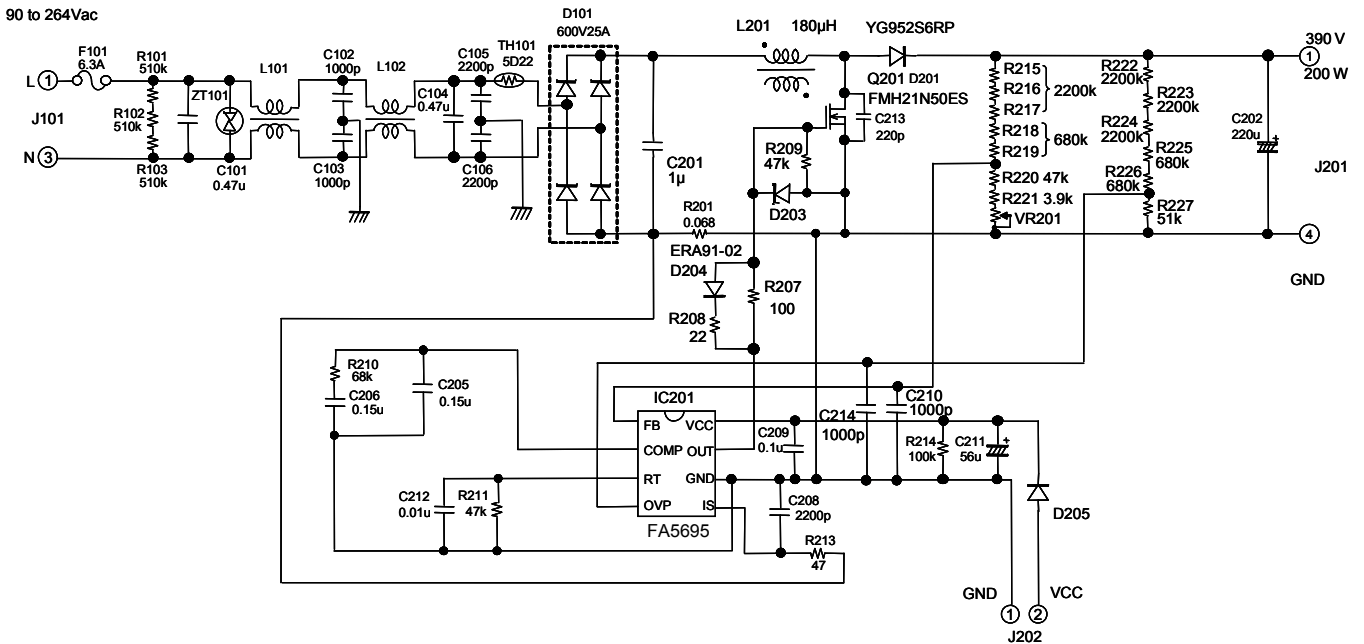 90 to 264Vac
F101
6.3A
L 1
J101
N 3
R101
510k
R102
510k
R103
510k
ZT101
C101
0.47u
L101
C102
1000p
C103
1000p
L102
C104
0.47u
C105
2200p
C106
2200p
TH101
5D22
D101
600V25A
C201
1µ
L201 180µH
YG952S6RP
Q201 D201
FMH21N50ES
C213
220p
R209
47k
D203
R201
0.068
ERA91-02
D204
R207
100
R208
22
R215
R216
R217
2200k
R218
R219
680k
R220 47k
R221 3.9k
VR201
R222
2200k
R223
2200k
R224
2200k
R225
680k
R226
680k
R227
51k
C202
220u
+
390 V
1
200 W
J201
4
GND
R210
68k
C206
0.15u
C205
0.15u
C212
0.01u
R211
47k
IC201
FB VCC
COMP OUT
RT GND
OVP IS
FA5695
C209
0.1u
C208
2200p
R213
47
C214
1000p
C210
1000p
R214
100k
C211
56u
+
D205
GND VCC
1 2
J202